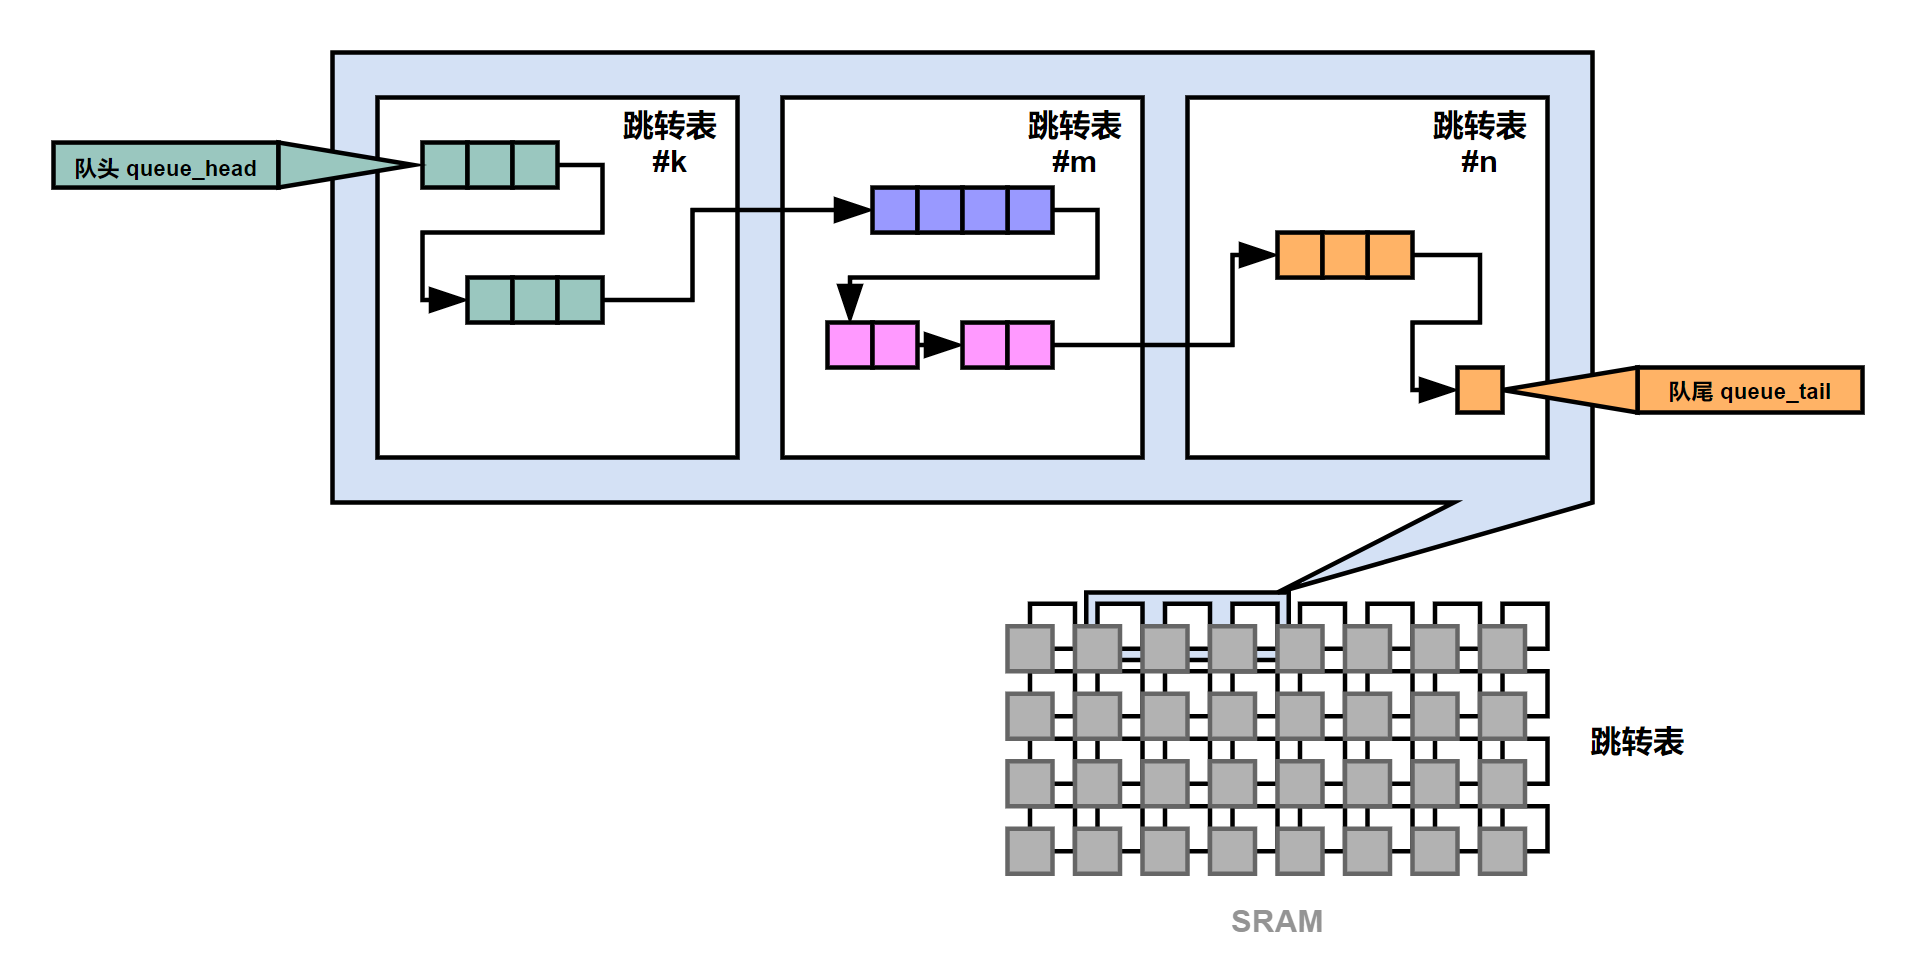 跳转表
#k
跳转表
#m
跳转表
#n
队头 queue_head
队尾 queue_tail
跳转表
SRAM